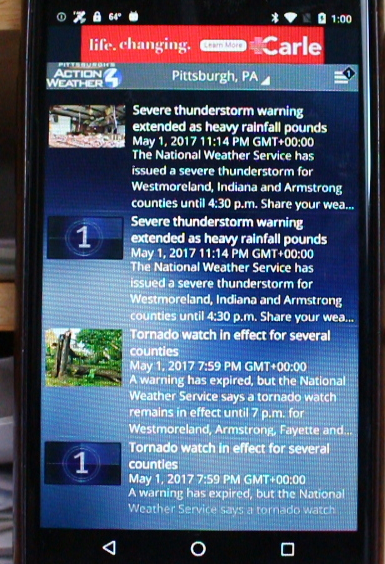 64° 1:00
life. changing. Learn More Carle
PITTSBURGH'S
ACTION
WEATHER 4
Pittsburgh, PA
1
Severe thunderstorm warning
extended as heavy rainfall pounds
May 1, 2017 11:14 PM GMT+00:00
The National Weather Service has
issued a severe thunderstorm for
Westmoreland, Indiana and Armstrong
counties until 4:30 p.m. Share your wea...
1
Severe thunderstorm warning
extended as heavy rainfall pounds
May 1, 2017 11:14 PM GMT+00:00
The National Weather Service has
issued a severe thunderstorm for
Westmoreland, Indiana and Armstrong
counties until 4:30 p.m. Share your wea...
Tornado watch in effect for several
counties
May 1, 2017 7:59 PM GMT+00:00
A warning has expired, but the National
Weather Service says a tornado watch
remains in effect until 7 p.m. for
Westmoreland, Armstrong, Fayette and...
1
Tornado watch in effect for several
counties
May 1, 2017 7:59 PM GMT+00:00
A warning has expired, but the National
Weather Service says a tornado watch